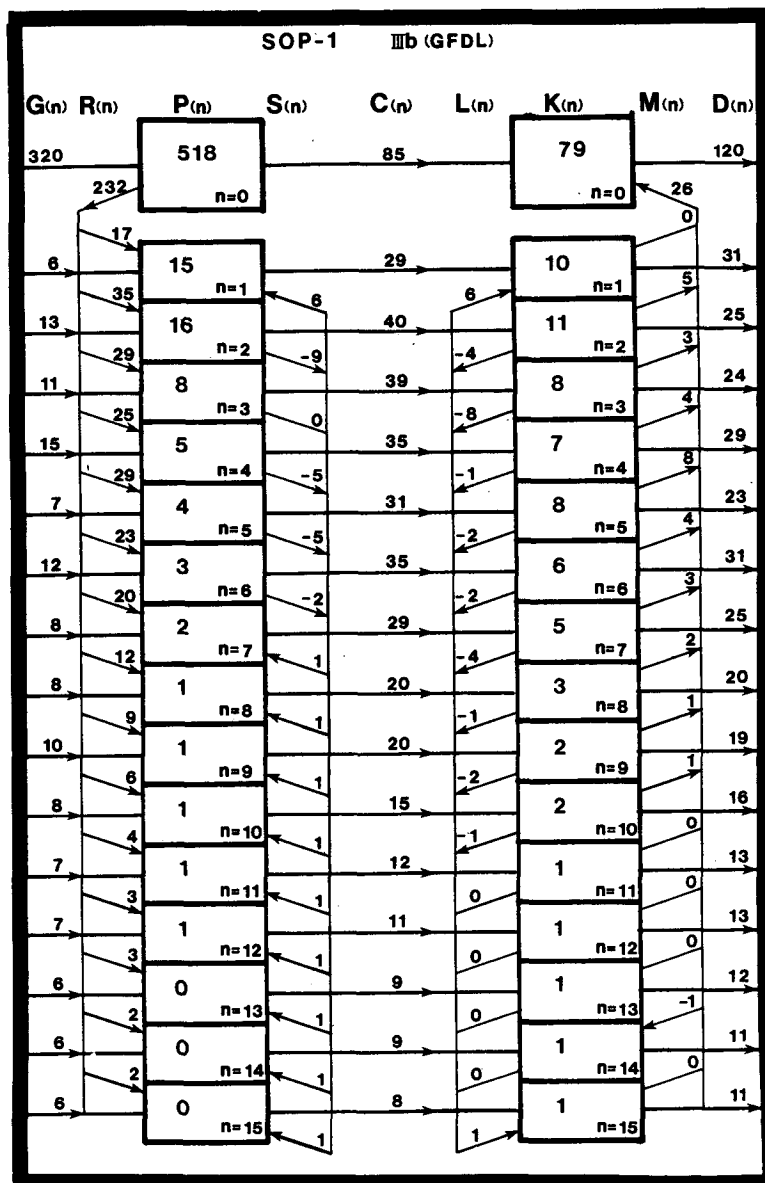 SOP-1 Ⅲb (GFDL)
G(n) R(n) P(n) S(n) C(n) L(n) K(n) M(n) D(n)
320 518 85 79 120
232 n=0 n=0 26
17 0
6 15 29 10 31
n=1 n=1
35 6 6 5
13 16 40 11 25
n=2 n=2
29 -9 -4 3
11 8 39 8 24
n=3 n=3
25 0 -8 4
15 5 35 7 29
n=4 n=4
29 -5 -1 8
7 4 31 8 23
n=5 n=5
23 -5 -2 4
12 3 35 6 31
n=6 n=6
20 -2 -2 3
8 2 29 5 25
n=7 n=7
12 1 -4 2
8 1 20 3 20
n=8 n=8
9 1 -1 1
10 1 20 2 19
n=9 n=9
6 1 -2 1
8 1 15 2 16
n=10 n=10
4 1 -1 0
7 1 12 1 13
n=11 n=11
3 1 0 0
7 1 11 1 13
n=12 n=12
3 1 0 0
6 0 9 1 12
n=13 n=13
2 1 0 -1
6 0 9 1 11
n=14 n=14
2 1 0 0
6 0 8 1 11
n=15 n=15
1 1